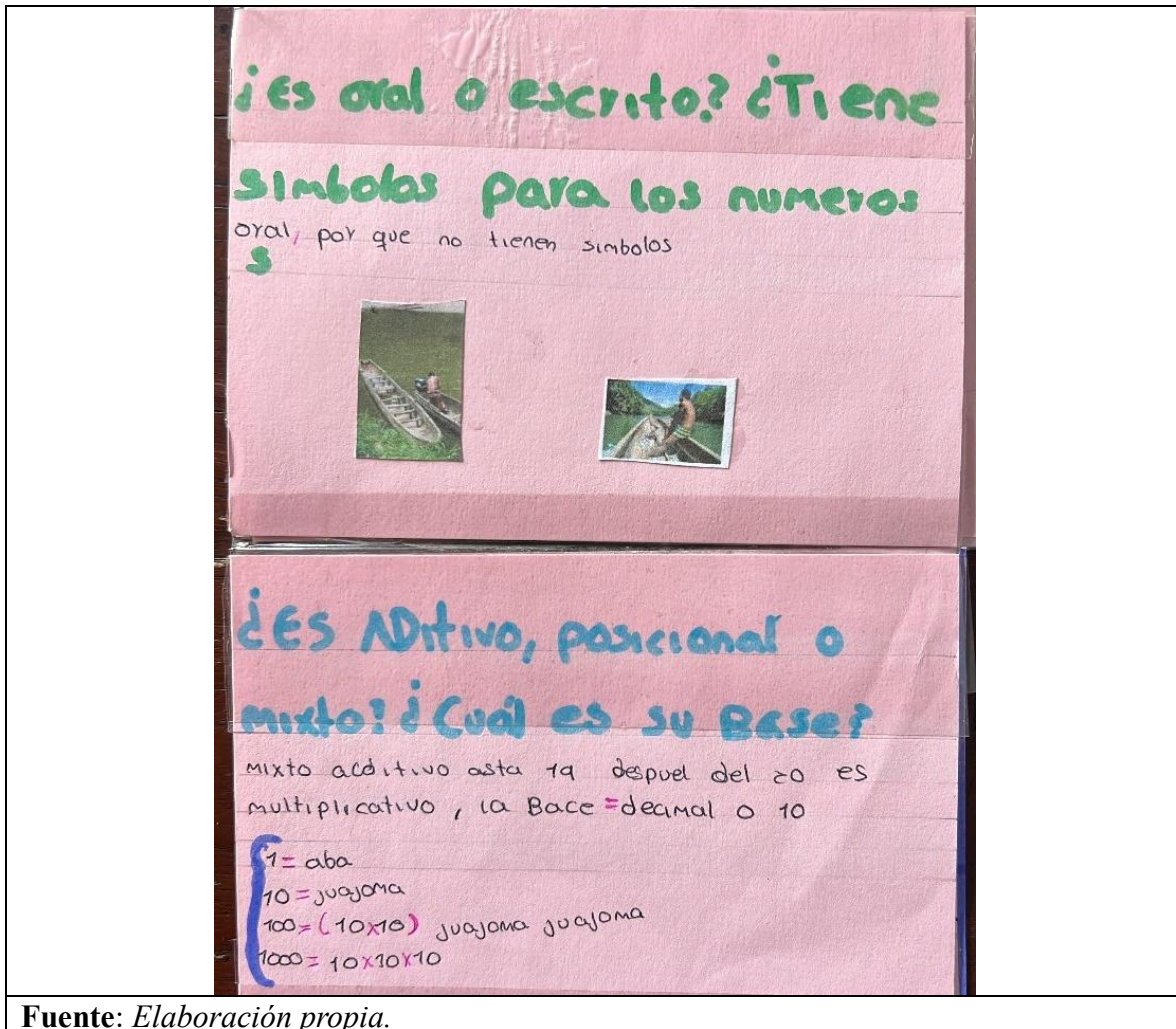 ¿Es oral o escrito? ¿Tiene
simbolos para los numeros
oral, por que no tienen simbolos
s
¿Es ADitivo, posicional o
mixto? ¿Cuál es su Base?
mixto acditivo asta 19 despuel del 20 es
multiplicativo, la Bace = decimal o 10
1 = aba
10 = juajoma
100 = (10x10) juajoma juajoma
1000 = 10x10x10
Fuente: Elaboración propia.